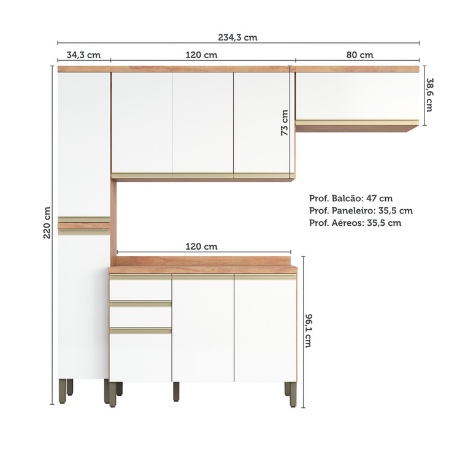 234,3 cm
34,3 cm
120 cm
80 cm
38,6 cm
73 cm
220 cm
Prof. Balcão: 47 cm
Prof. Paneleiro: 35,5 cm
Prof. Aéreos: 35,5 cm
120 cm
96,1 cm